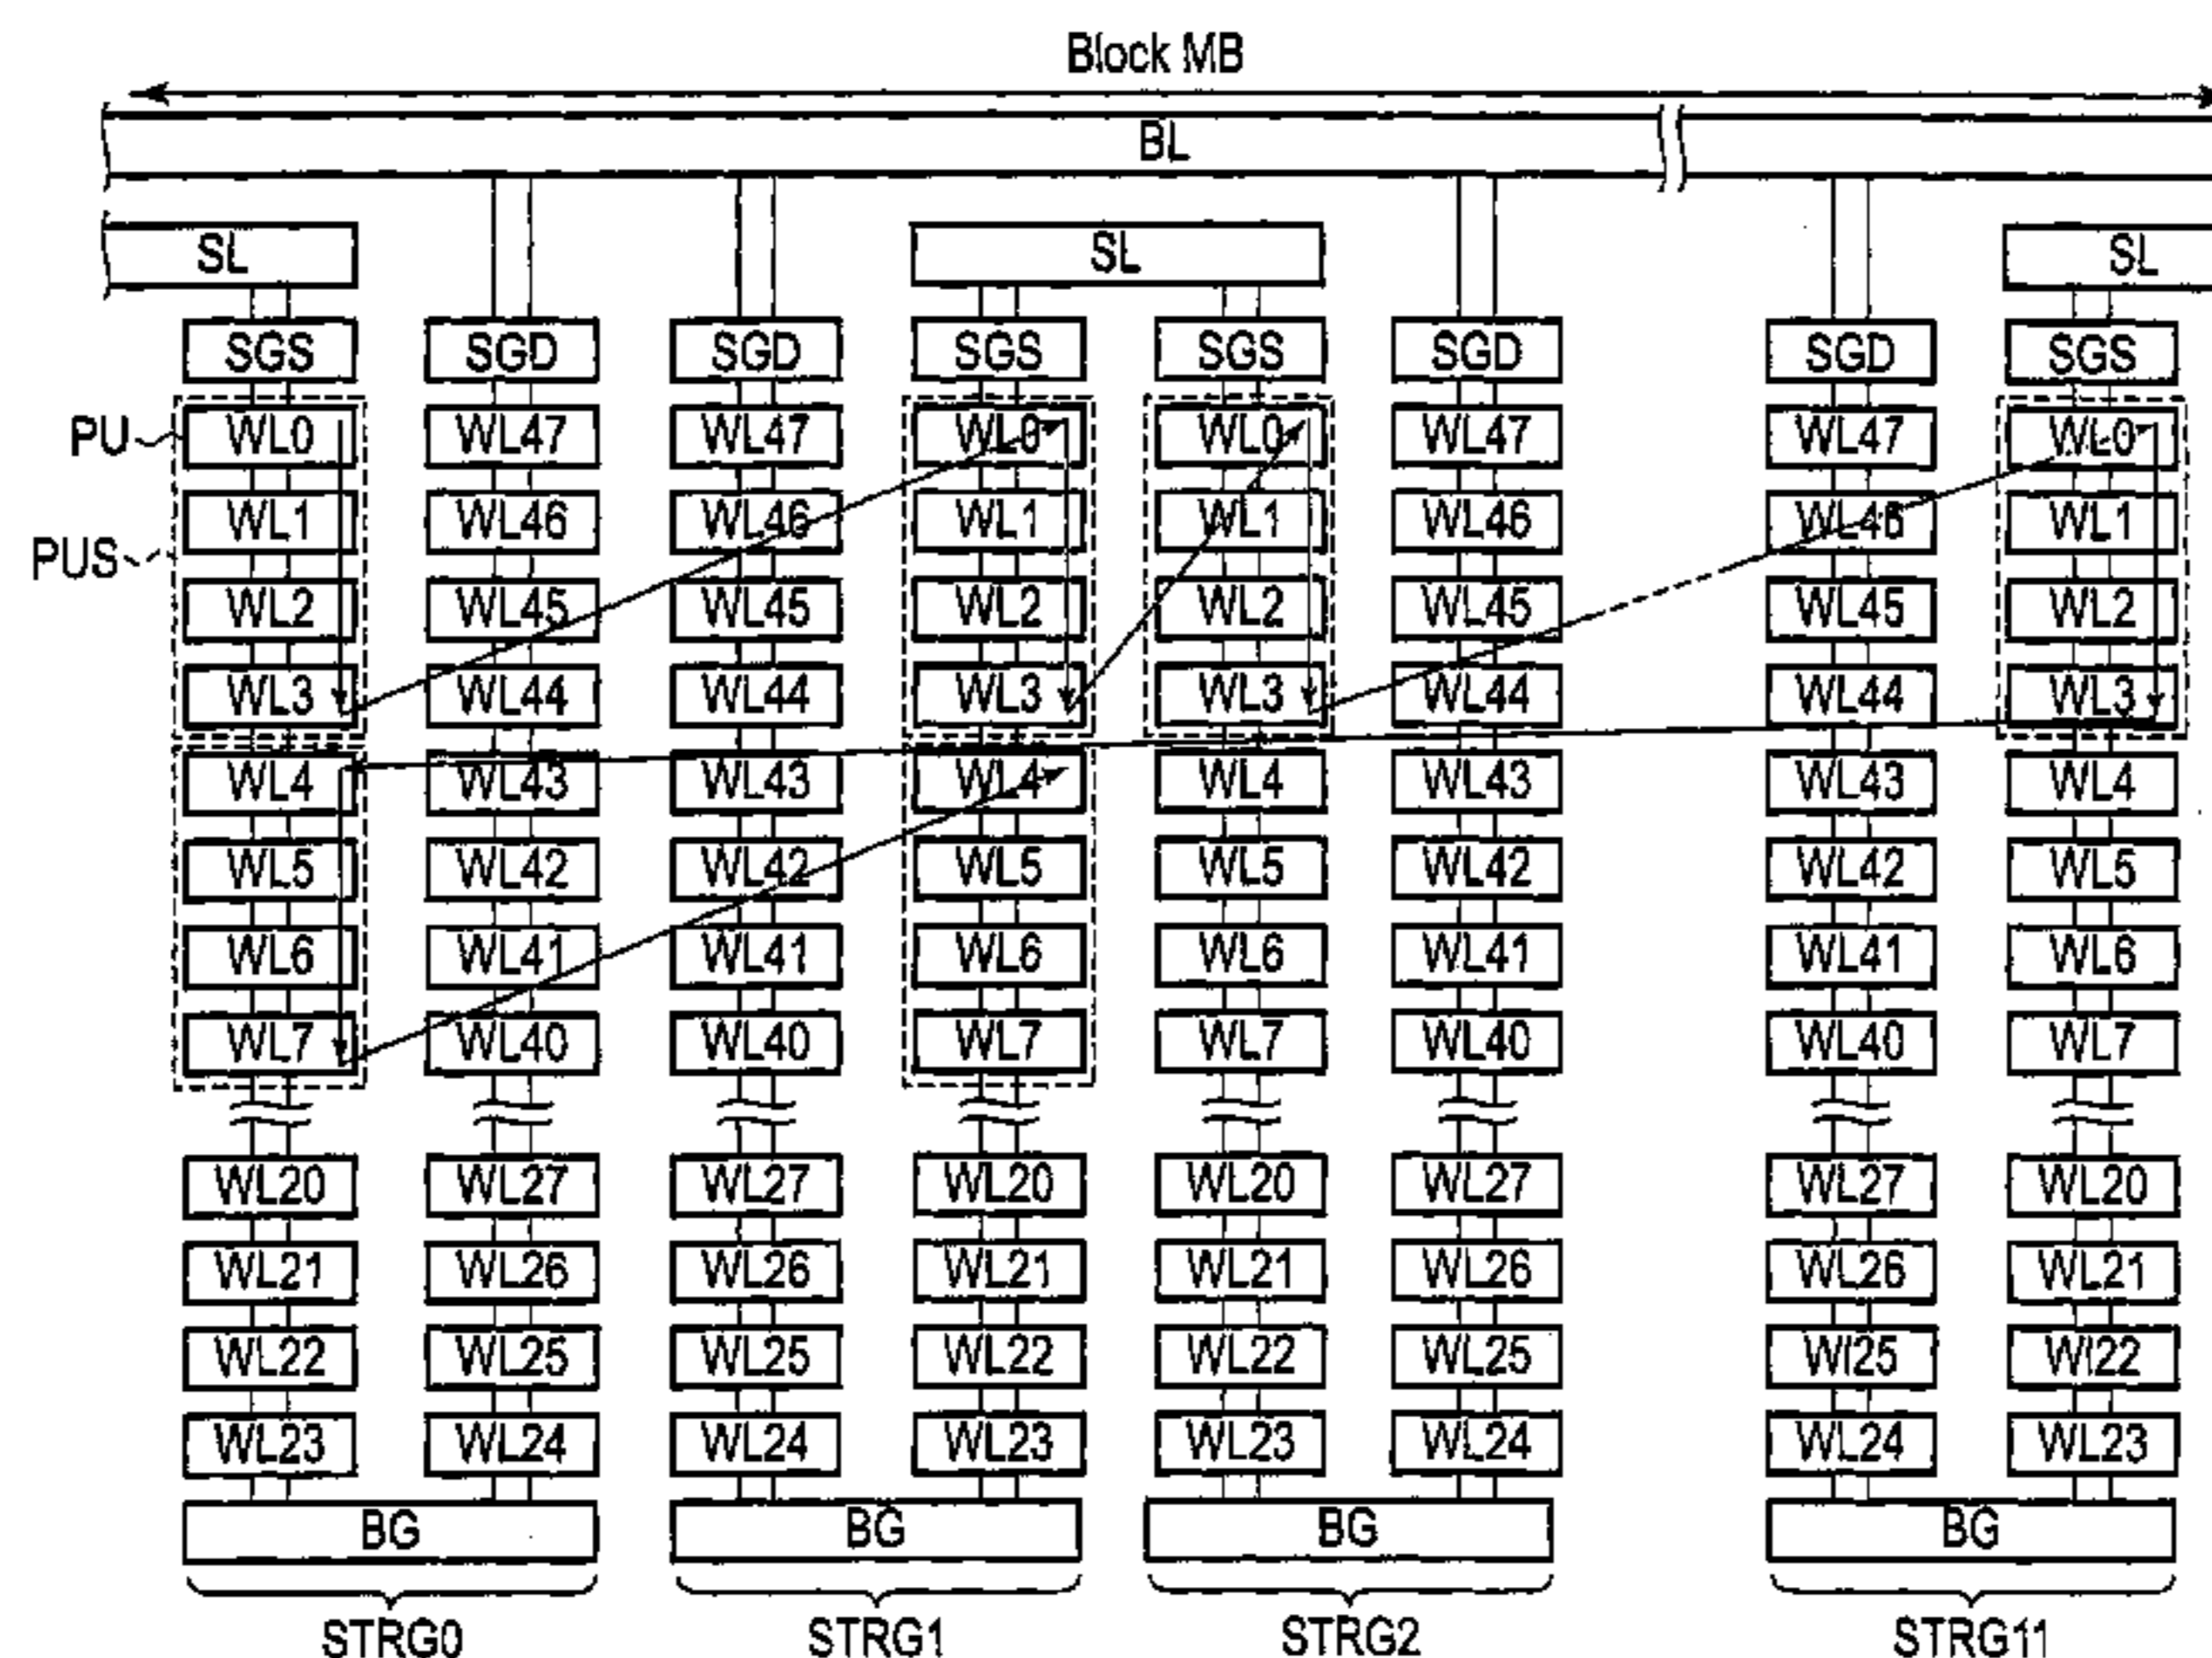 Block MB
BL
SL SL SL
SGS SGD SGD SGS SGS SGD SGD SGS
PU WL0 WL47 WL47 WL0 WL0 WL47 WL47 WL0
WL1 WL46 WL46 WL1 WL1 WL46 WL46 WL1
PUS
WL2 WL45 WL45 WL2 WL2 WL45 WL45 WL2
WL3 WL44 WL44 WL3 WL3 WL44 WL44 WL3
WL4 WL43 WL43 WL4 WL4 WL43 WL43 WL4
WL5 WL42 WL42 WL5 WL5 WL42 WL42 WL5
WL6 WL41 WL41 WL6 WL6 WL41 WL41 WL6
WL7 WL40 WL40 WL7 WL7 WL40 WL40 WL7
WL20 WL27 WL27 WL20 WL20 WL27 WL27 WL20
WL21 WL26 WL26 WL21 WL21 WL26 WL26 WL21
WL22 WL25 WL25 WL22 WL22 WL25 Wl25 Wl22
WL23 WL24 WL24 WL23 WL23 WL24 WL24 WL23
BG BG BG BG
STRG0 STRG1 STRG2 STRG11